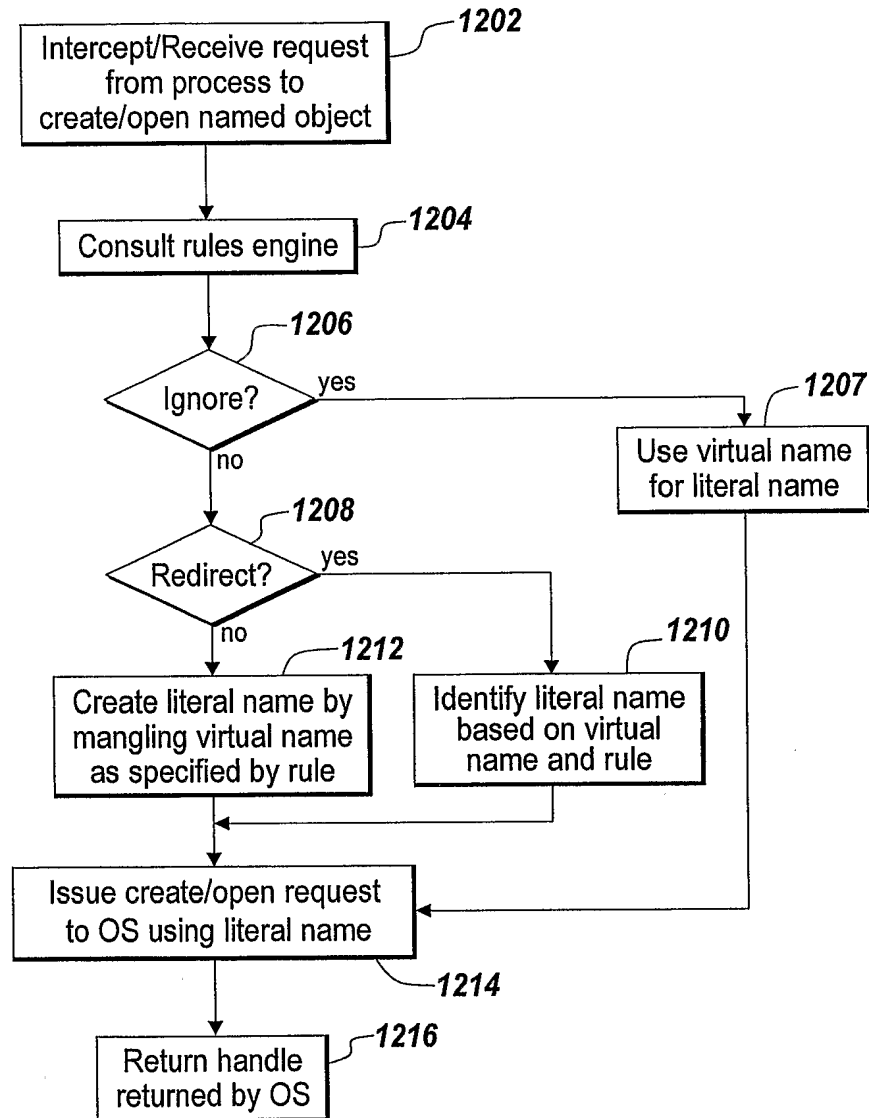 1202
Intercept/Receive request
from process to
create/open named object
1204
Consult rules engine
1206
Ignore?
yes
no
1207
Use virtual name
for literal name
1208
Redirect?
yes
no
1212
Create literal name by
mangling virtual name
as specified by rule
1210
Identify literal name
based on virtual
name and rule
Issue create/open request
to OS using literal name
1214
1216
Return handle
returned by OS